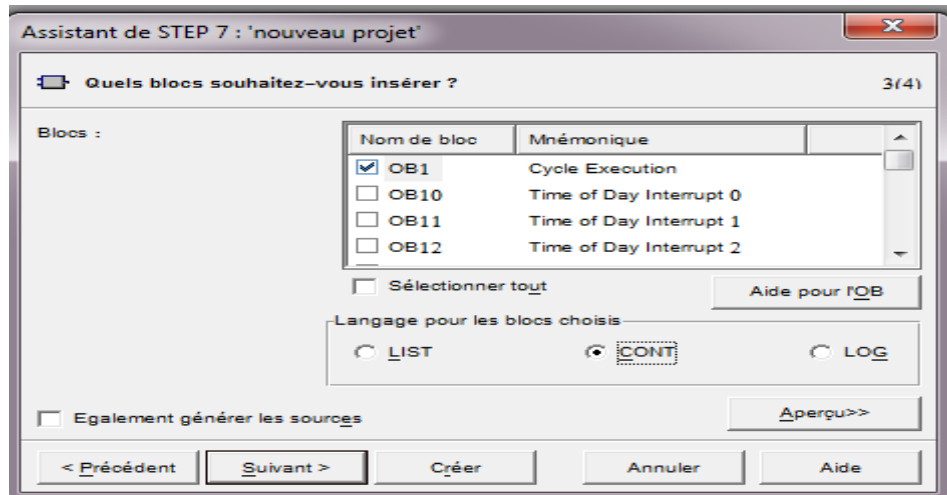 Assistant de STEP 7 : 'nouveau projet'
Quels blocs souhaitez-vous insérer ? 3(4)
Blocs :
Nom de bloc Mnémonique
OB1 Cycle Execution
OB10 Time of Day Interrupt 0
OB11 Time of Day Interrupt 1
OB12 Time of Day Interrupt 2
Sélectionner tout
Aide pour l'OB
Langage pour les blocs choisis
LIST CONT LOG
Egalement générer les sources
Aperçu>>
< Précédent Suivant > Créer Annuler Aide